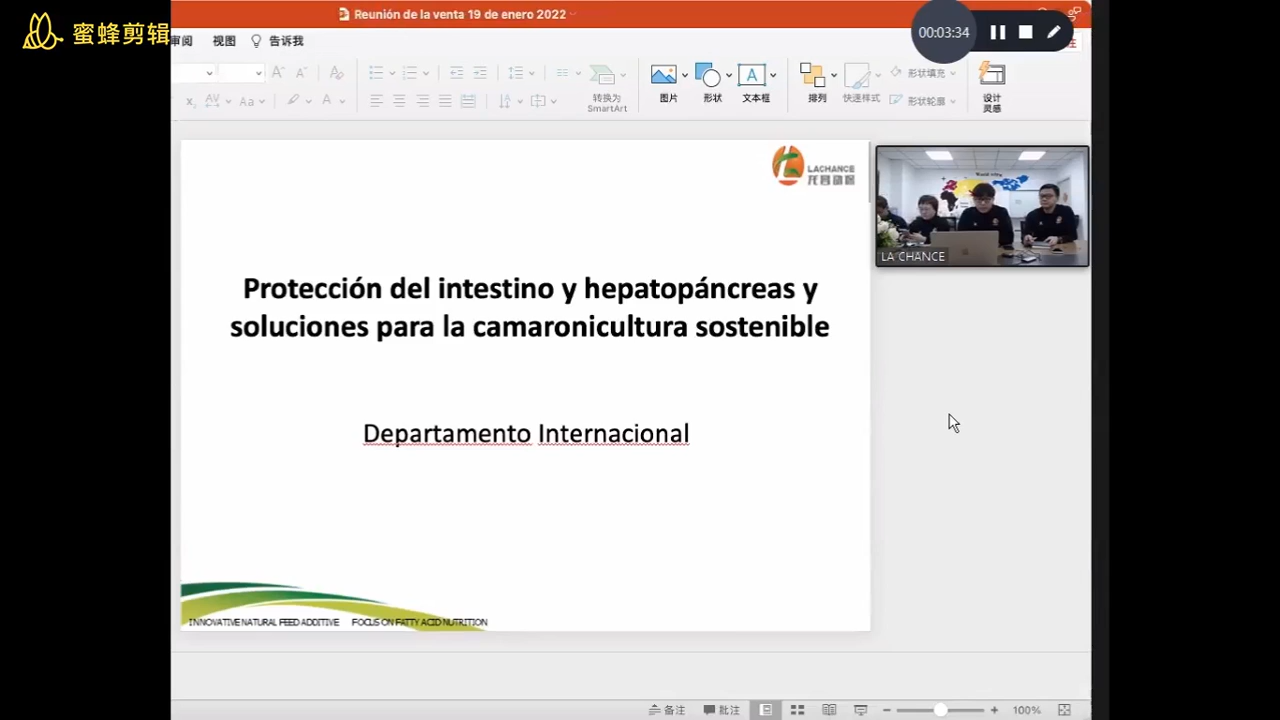 蜜蜂剪辑
Reunión de la venta 19 de enero 2022
00:03:34
审阅 视图 告诉我
转换为
SmartArt
图片
形状
文本框
排列
快速样式
形状填充
形状轮廓
设计
灵感
LACHANCE
Protección del intestino y hepatopáncreas y
soluciones para la camaronicultura sostenible
Departamento Internacional
INNOVATIVE NATURAL FEED ADDITIVE FOCUS ON FATTY ACID NUTRITION
LA CHANCE
备注 批注 100%